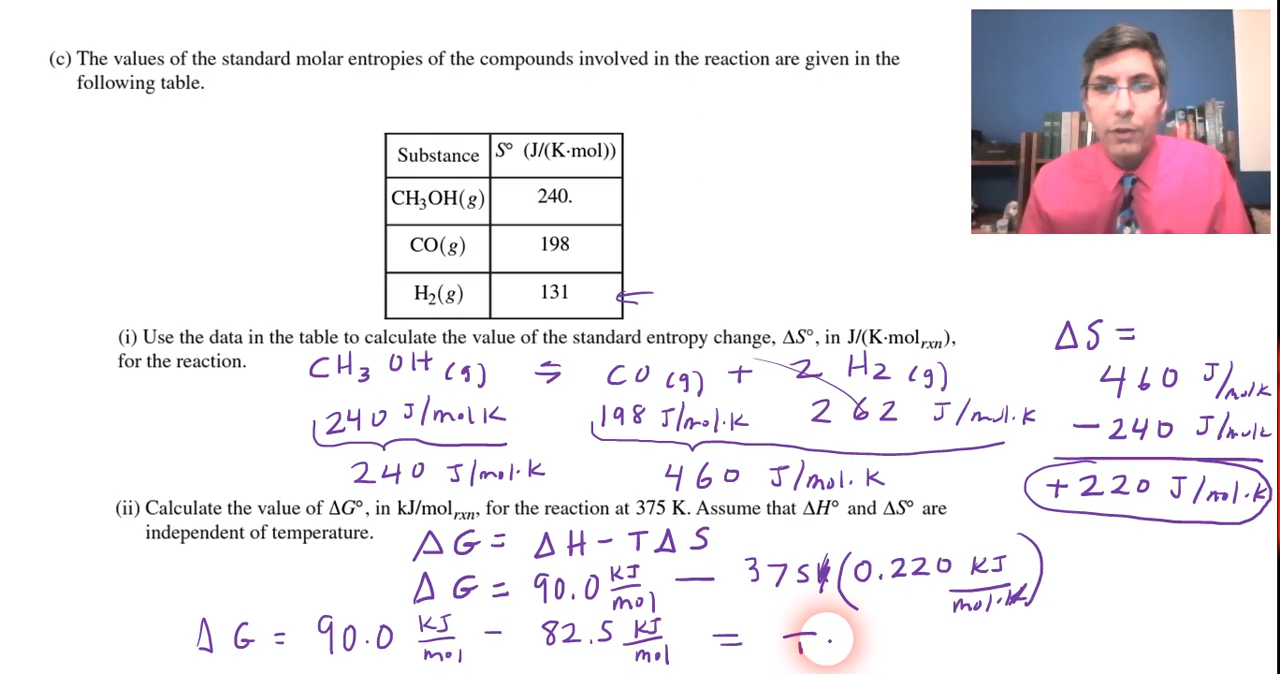 (c) The values of the standard molar entropies of the compounds involved in the reaction are given in the
following table.
Substance S° (J/(K·mol))
CH₃OH(g) 240.
CO(g) 198
H₂(g) 131 ←
(i) Use the data in the table to calculate the value of the standard entropy change, ΔS°, in J/(K·molᵣₓₙ),
for the reaction.
CH₃ OH (g) ⇋ CO (g) + 2 H₂ (g)
240 J/mol K 198 J/mol·K 262 J/mol·K
240 J/mol·K 460 J/mol·K
ΔS =
460 J/mol K
− 240 J/mol K
+220 J/mol·K
(ii) Calculate the value of ΔG°, in kJ/molᵣₓₙ, for the reaction at 375 K. Assume that ΔH° and ΔS° are
independent of temperature.
ΔG = ΔH − TΔS
ΔG = 90.0 KJ/mol − 375K (0.220 KJ/mol·K)
ΔG = 90.0 KJ/mol − 82.5 KJ/mol =